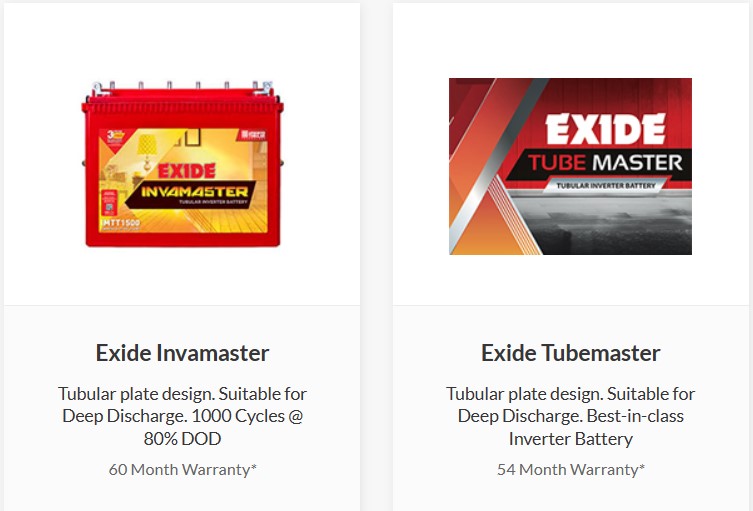 EXIDE
INVAMASTER
TUBULAR INVERTER BATTERY
IMTT1500
EXIDE
TUBE MASTER
TUBULAR INVERTER BATTERY
Exide Invamaster
Tubular plate design. Suitable for
Deep Discharge. 1000 Cycles @
80% DOD
60 Month Warranty*
Exide Tubemaster
Tubular plate design. Suitable for
Deep Discharge. Best-in-class
Inverter Battery
54 Month Warranty*